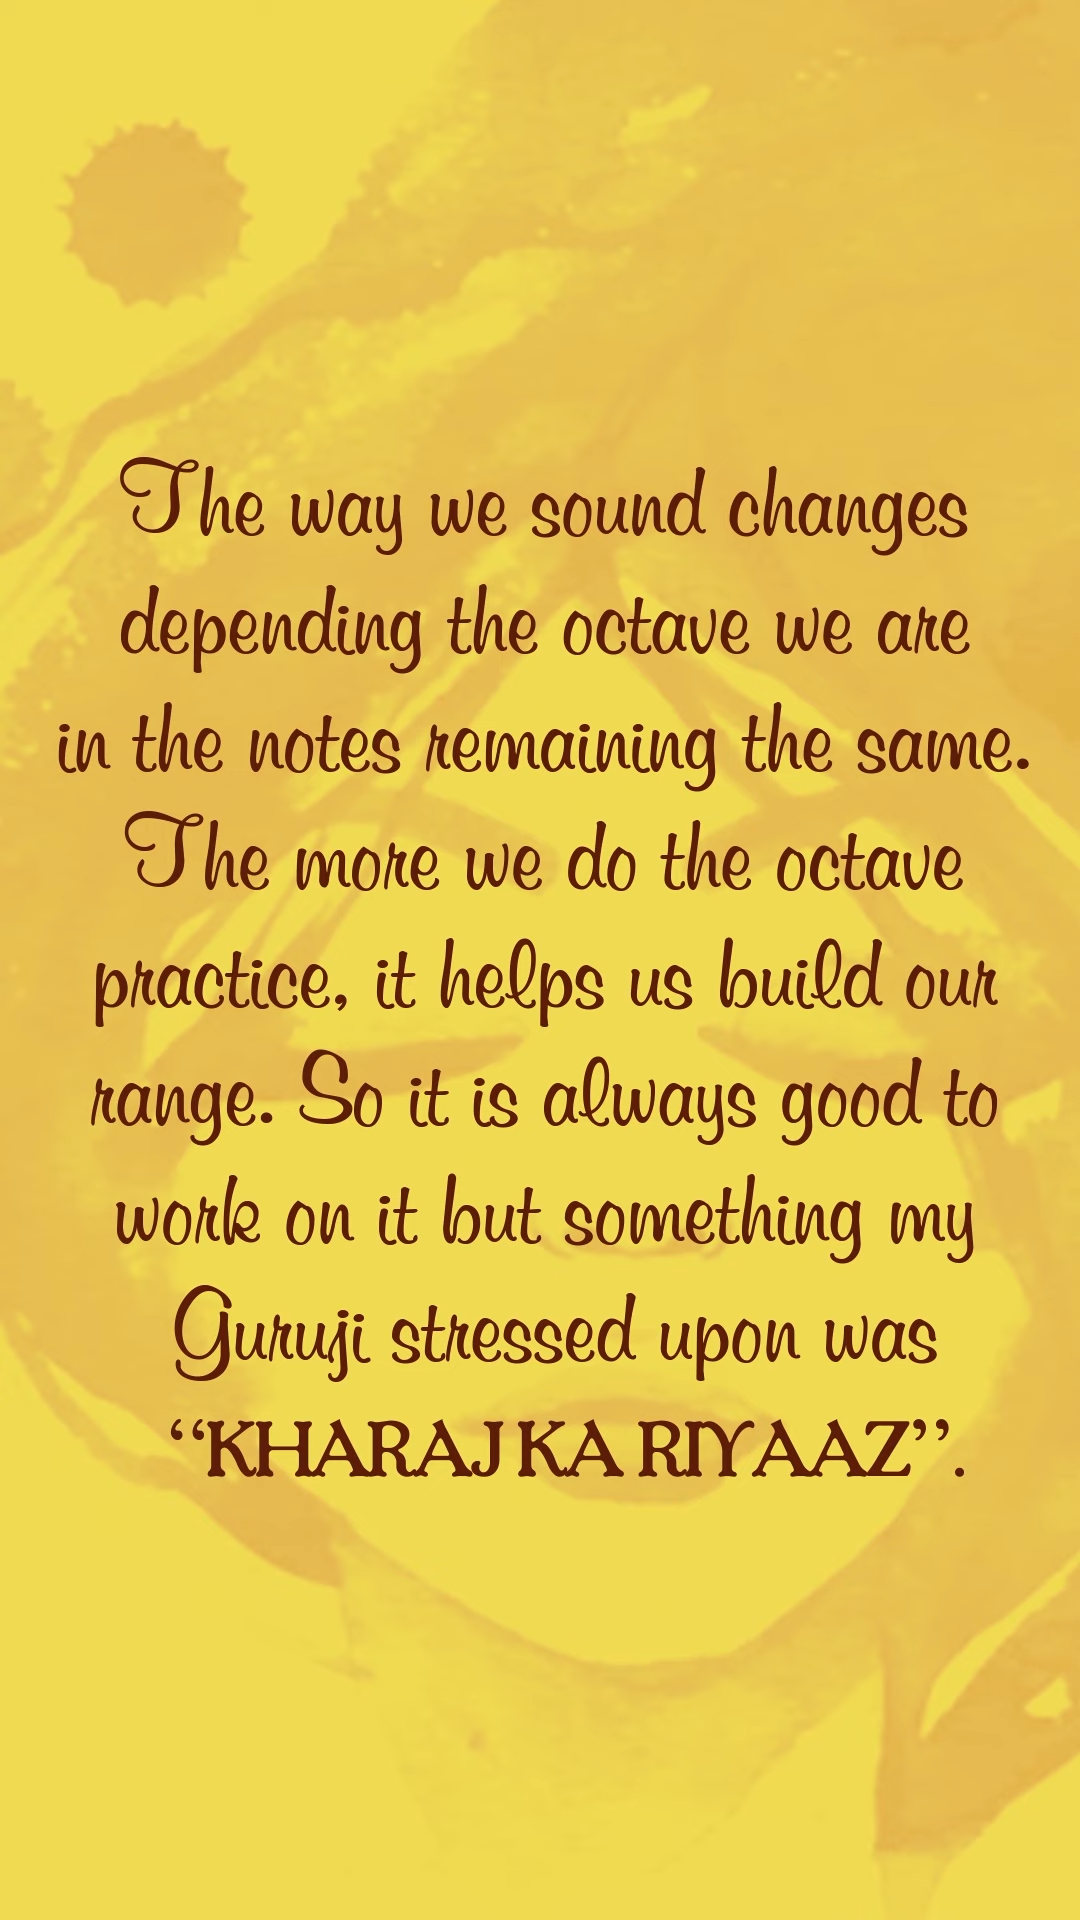 The way we sound changes
depending the octave we are
in the notes remaining the same.
The more we do the octave
practice, it helps us build our
range. So it is always good to
work on it but something my
Guruji stressed upon was
“KHARAJ KA RIYAAZ”.